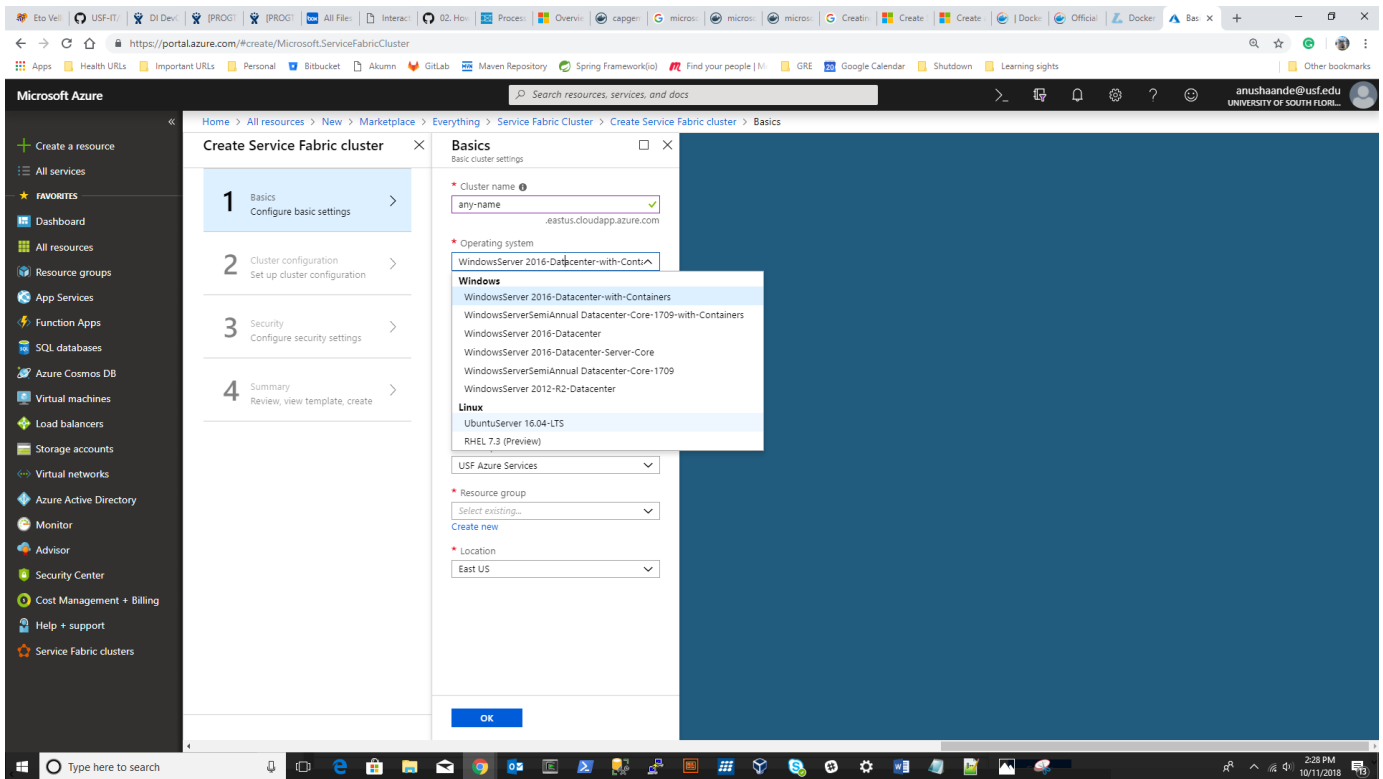 Eto Vell
USF-IT/
DI Dev
[PROG
[PROG
All Files
Interact
02. How
Process
Overvie
capgem
micros
microso
microso
Creatin
Create
Create
| Docke
Official
Docker
Basi
https://portal.azure.com/#create/Microsoft.ServiceFabricCluster
Apps
Health URLs
Important URLs
Personal
Bitbucket
Akumn
GitLab
Maven Repository
Spring Framework(io)
Find your people | M
GRE
Google Calendar
Shutdown
Learning sights
Other bookmarks
Microsoft Azure
Search resources, services, and docs
anushaande@usf.edu
UNIVERSITY OF SOUTH FLORI...
Home > All resources > New > Marketplace > Everything > Service Fabric Cluster > Create Service Fabric cluster > Basics
Create a resource
All services
FAVORITES
Dashboard
All resources
Resource groups
App Services
Function Apps
SQL databases
Azure Cosmos DB
Virtual machines
Load balancers
Storage accounts
Virtual networks
Azure Active Directory
Monitor
Advisor
Security Center
Cost Management + Billing
Help + support
Service Fabric clusters
Create Service Fabric cluster
1
Basics
Configure basic settings
2
Cluster configuration
Set up cluster configuration
3
Security
Configure security settings
4
Summary
Review, view template, create
Basics
Basic cluster settings
* Cluster name
any-name
.eastus.cloudapp.azure.com
* Operating system
WindowsServer 2016-Datacenter-with-Conta
Windows
WindowsServer 2016-Datacenter-with-Containers
WindowsServerSemiAnnual Datacenter-Core-1709-with-Containers
WindowsServer 2016-Datacenter
WindowsServer 2016-Datacenter-Server-Core
WindowsServerSemiAnnual Datacenter-Core-1709
WindowsServer 2012-R2-Datacenter
Linux
UbuntuServer 16.04-LTS
RHEL 7.3 (Preview)
USF Azure Services
* Resource group
Select existing...
Create new
* Location
East US
OK
Type here to search
2:28 PM
10/11/2018